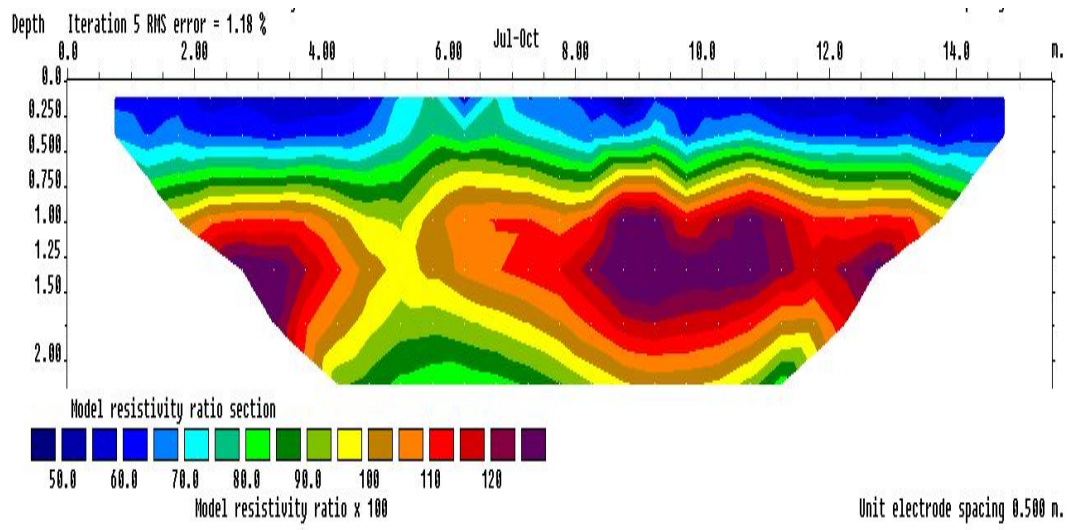 Depth Iteration 5 RMS error = 1.18 %
Jul-Oct
0.0 2.00 4.00 6.00 8.00 10.0 12.0 14.0 m.
0.0
0.250
0.500
0.750
1.00
1.25
1.50
2.00
Model resistivity ratio section
50.0 60.0 70.0 80.0 90.0 100 110 120
Model resistivity ratio x 100
Unit electrode spacing 0.500 m.